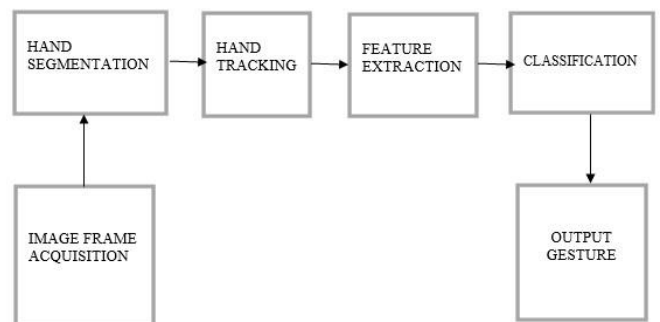 HAND
SEGMENTATION
HAND
TRACKING
FEATURE
EXTRACTION
CLASSIFICATION
IMAGE FRAME
ACQUISITION
OUTPUT
GESTURE